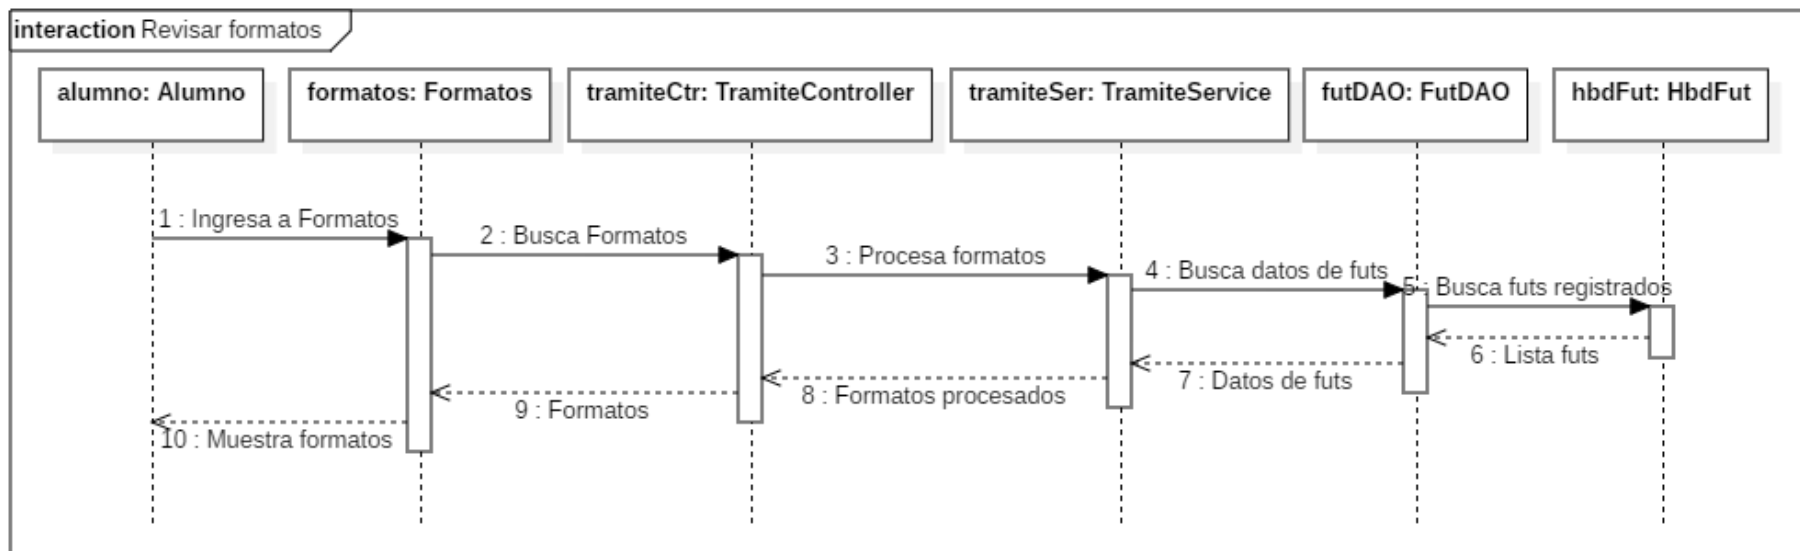 interaction Revisar formatos
alumno: Alumno
formatos: Formatos
tramiteCtr: TramiteController
tramiteSer: TramiteService
futDAO: FutDAO
hbdFut: HbdFut
1 : Ingresa a Formatos
2 : Busca Formatos
3 : Procesa formatos
4 : Busca datos de futs
5 : Busca futs registrados
6 : Lista futs
7 : Datos de futs
8 : Formatos procesados
9 : Formatos
10 : Muestra formatos